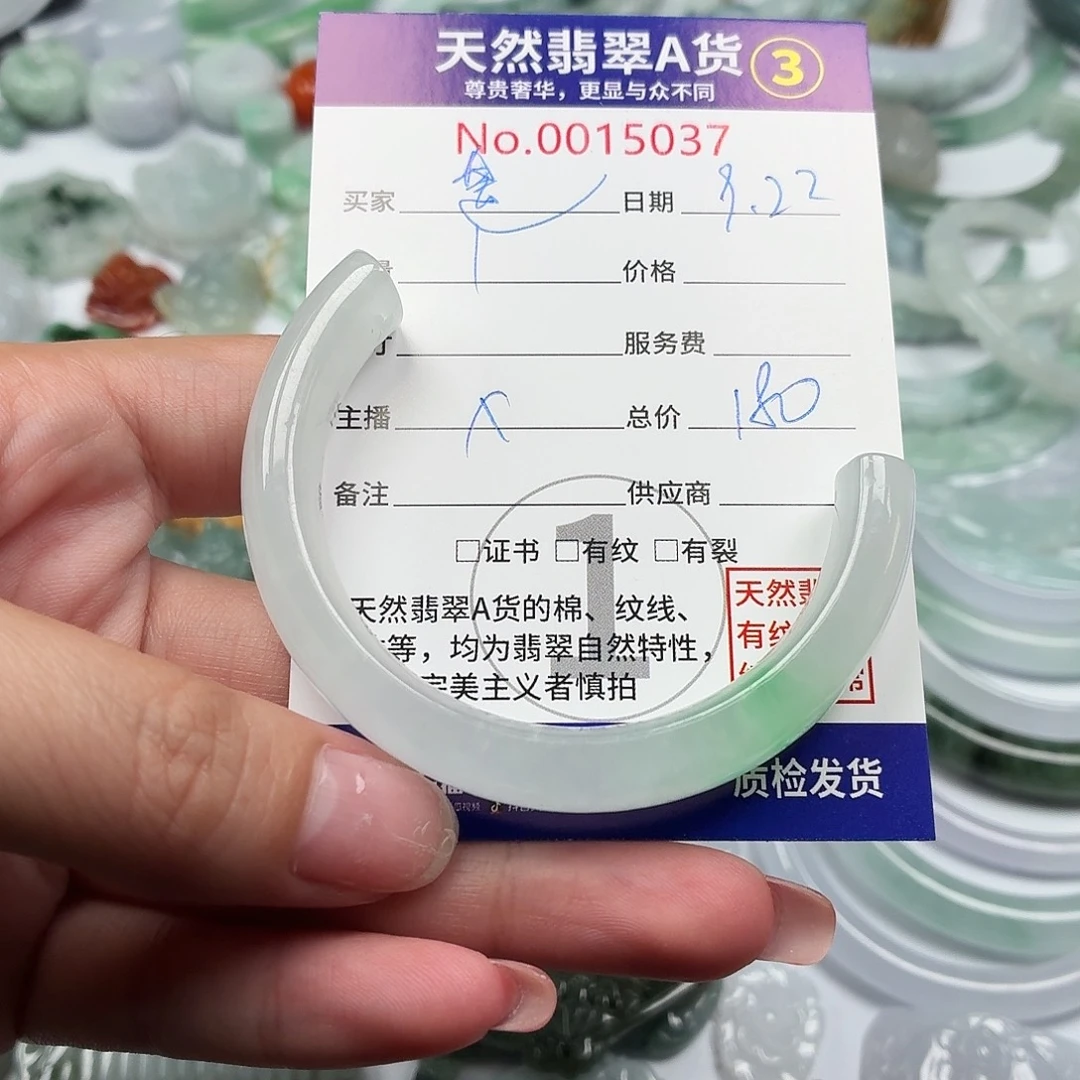 天然翡翠A货 3
尊贵奢华，更显与众不同
No.0015037
买家 日期 9.22
价格
服务费
主播 X 总价 180
备注 供应商
□证书 □有纹 □有裂
天然翡翠A货的棉、纹线、
等，均为翡翠自然特性，
完美主义者慎拍
1
天然
有纹
质检发货